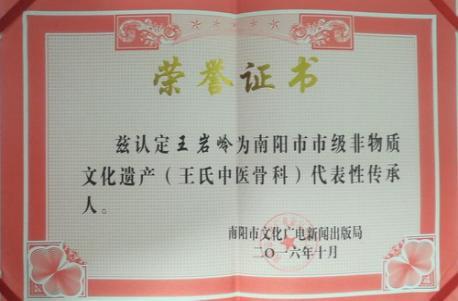 荣誉证书
兹认定王岩岭为南阳市市级非物质
文化遗产（王氏中医骨科）代表性传承
人。
南阳市文化广电新闻出版局
二〇一六年十月